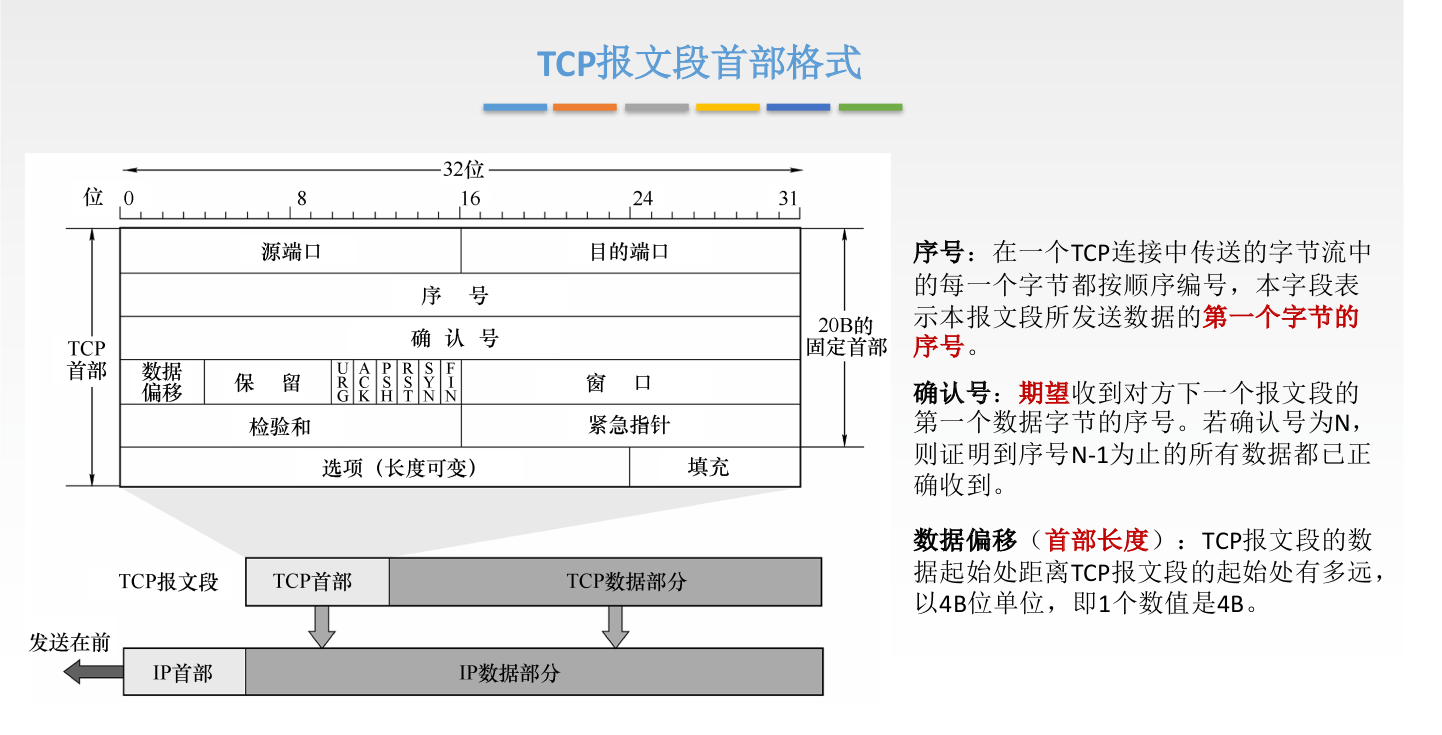 TCP报文段首部格式
32位
位 0 8 16 24 31
源端口 目的端口
序 号
确 认 号
TCP
首部
20B的
固定首部
数据
偏移
保 留
URG ACK PSH RST SYN FIN
窗 口
检验和 紧急指针
选项（长度可变） 填充
TCP报文段 TCP首部 TCP数据部分
发送在前
IP首部 IP数据部分
序号：在一个TCP连接中传送的字节流中
的每一个字节都按顺序编号，本字段表
示本报文段所发送数据的第一个字节的
序号。
确认号：期望收到对方下一个报文段的
第一个数据字节的序号。若确认号为N，
则证明到序号N-1为止的所有数据都已正
确收到。
数据偏移（首部长度）：TCP报文段的数
据起始处距离TCP报文段的起始处有多远，
以4B位单位，即1个数值是4B。